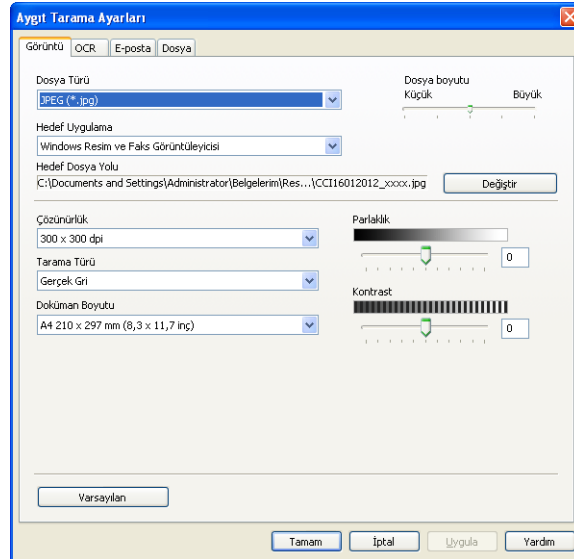 Aygıt Tarama Ayarları
Görüntü OCR E-posta Dosya
Dosya Türü
JPEG (*.jpg)
Dosya boyutu
Küçük Büyük
Hedef Uygulama
Windows Resim ve Faks Görüntüleyicisi
Hedef Dosya Yolu
C:\Documents and Settings\Administrator\Belgelerim\Res...\CCI16012012_xxxx.jpg
Değiştir
Çözünürlük
300 x 300 dpi
Tarama Türü
Gerçek Gri
Doküman Boyutu
A4 210 x 297 mm (8,3 x 11,7 inç)
Parlaklık
0
Kontrast
0
Varsayılan
Tamam İptal Uygula Yardım